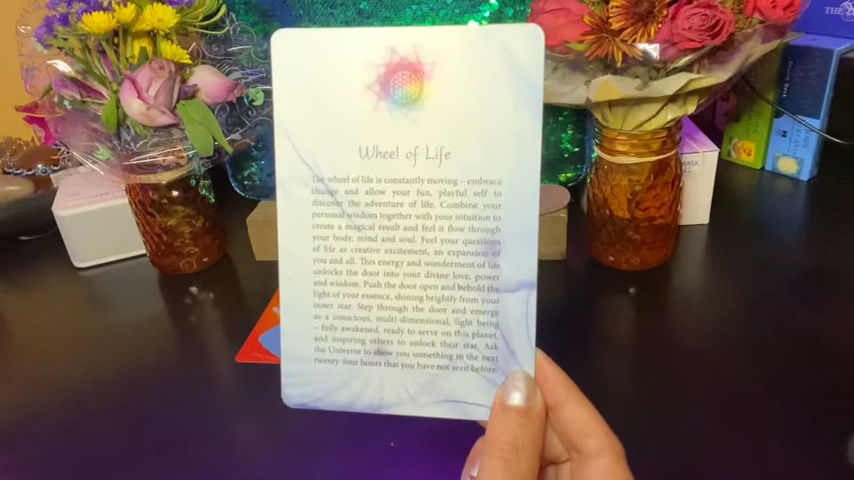 Wheel of Life
The wheel of life is constantly moving – embrace
change and allow your fun, playful self to
discover the adventure of life. Combine your
personal wisdom together with your intuition to
create a magical result and feel it flow through
your body, mind and soul. Feel your questions
of life as creative excitement, an expansion of
you and all. This energy and wonderment of life
unlocks the door into your divine love, power
and wisdom. Push the door open and behold the
light of your essence, shining brightly from your
inner star. Step through the door and emerge
as a conscious, multi-dimensional, light being
– fully awakened, ready to serve on this planet,
and inspiring others to unlock their star. Ask
the Universe to show you something in the next
twenty-four hours that you have not seen before.
THE